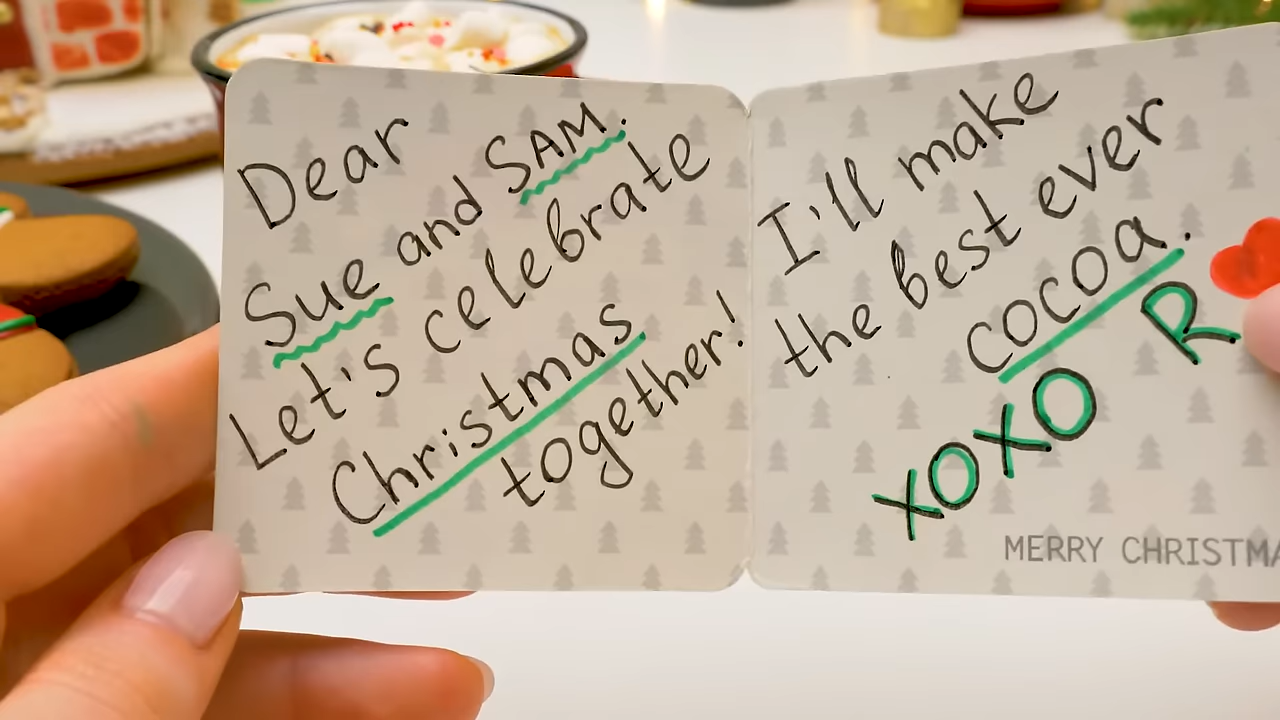 Dear
Sue and SAM.
Let's celebrate
Christmas
together!
I'll make
the best ever
cocoa.
XOXO R
MERRY CHRISTMA